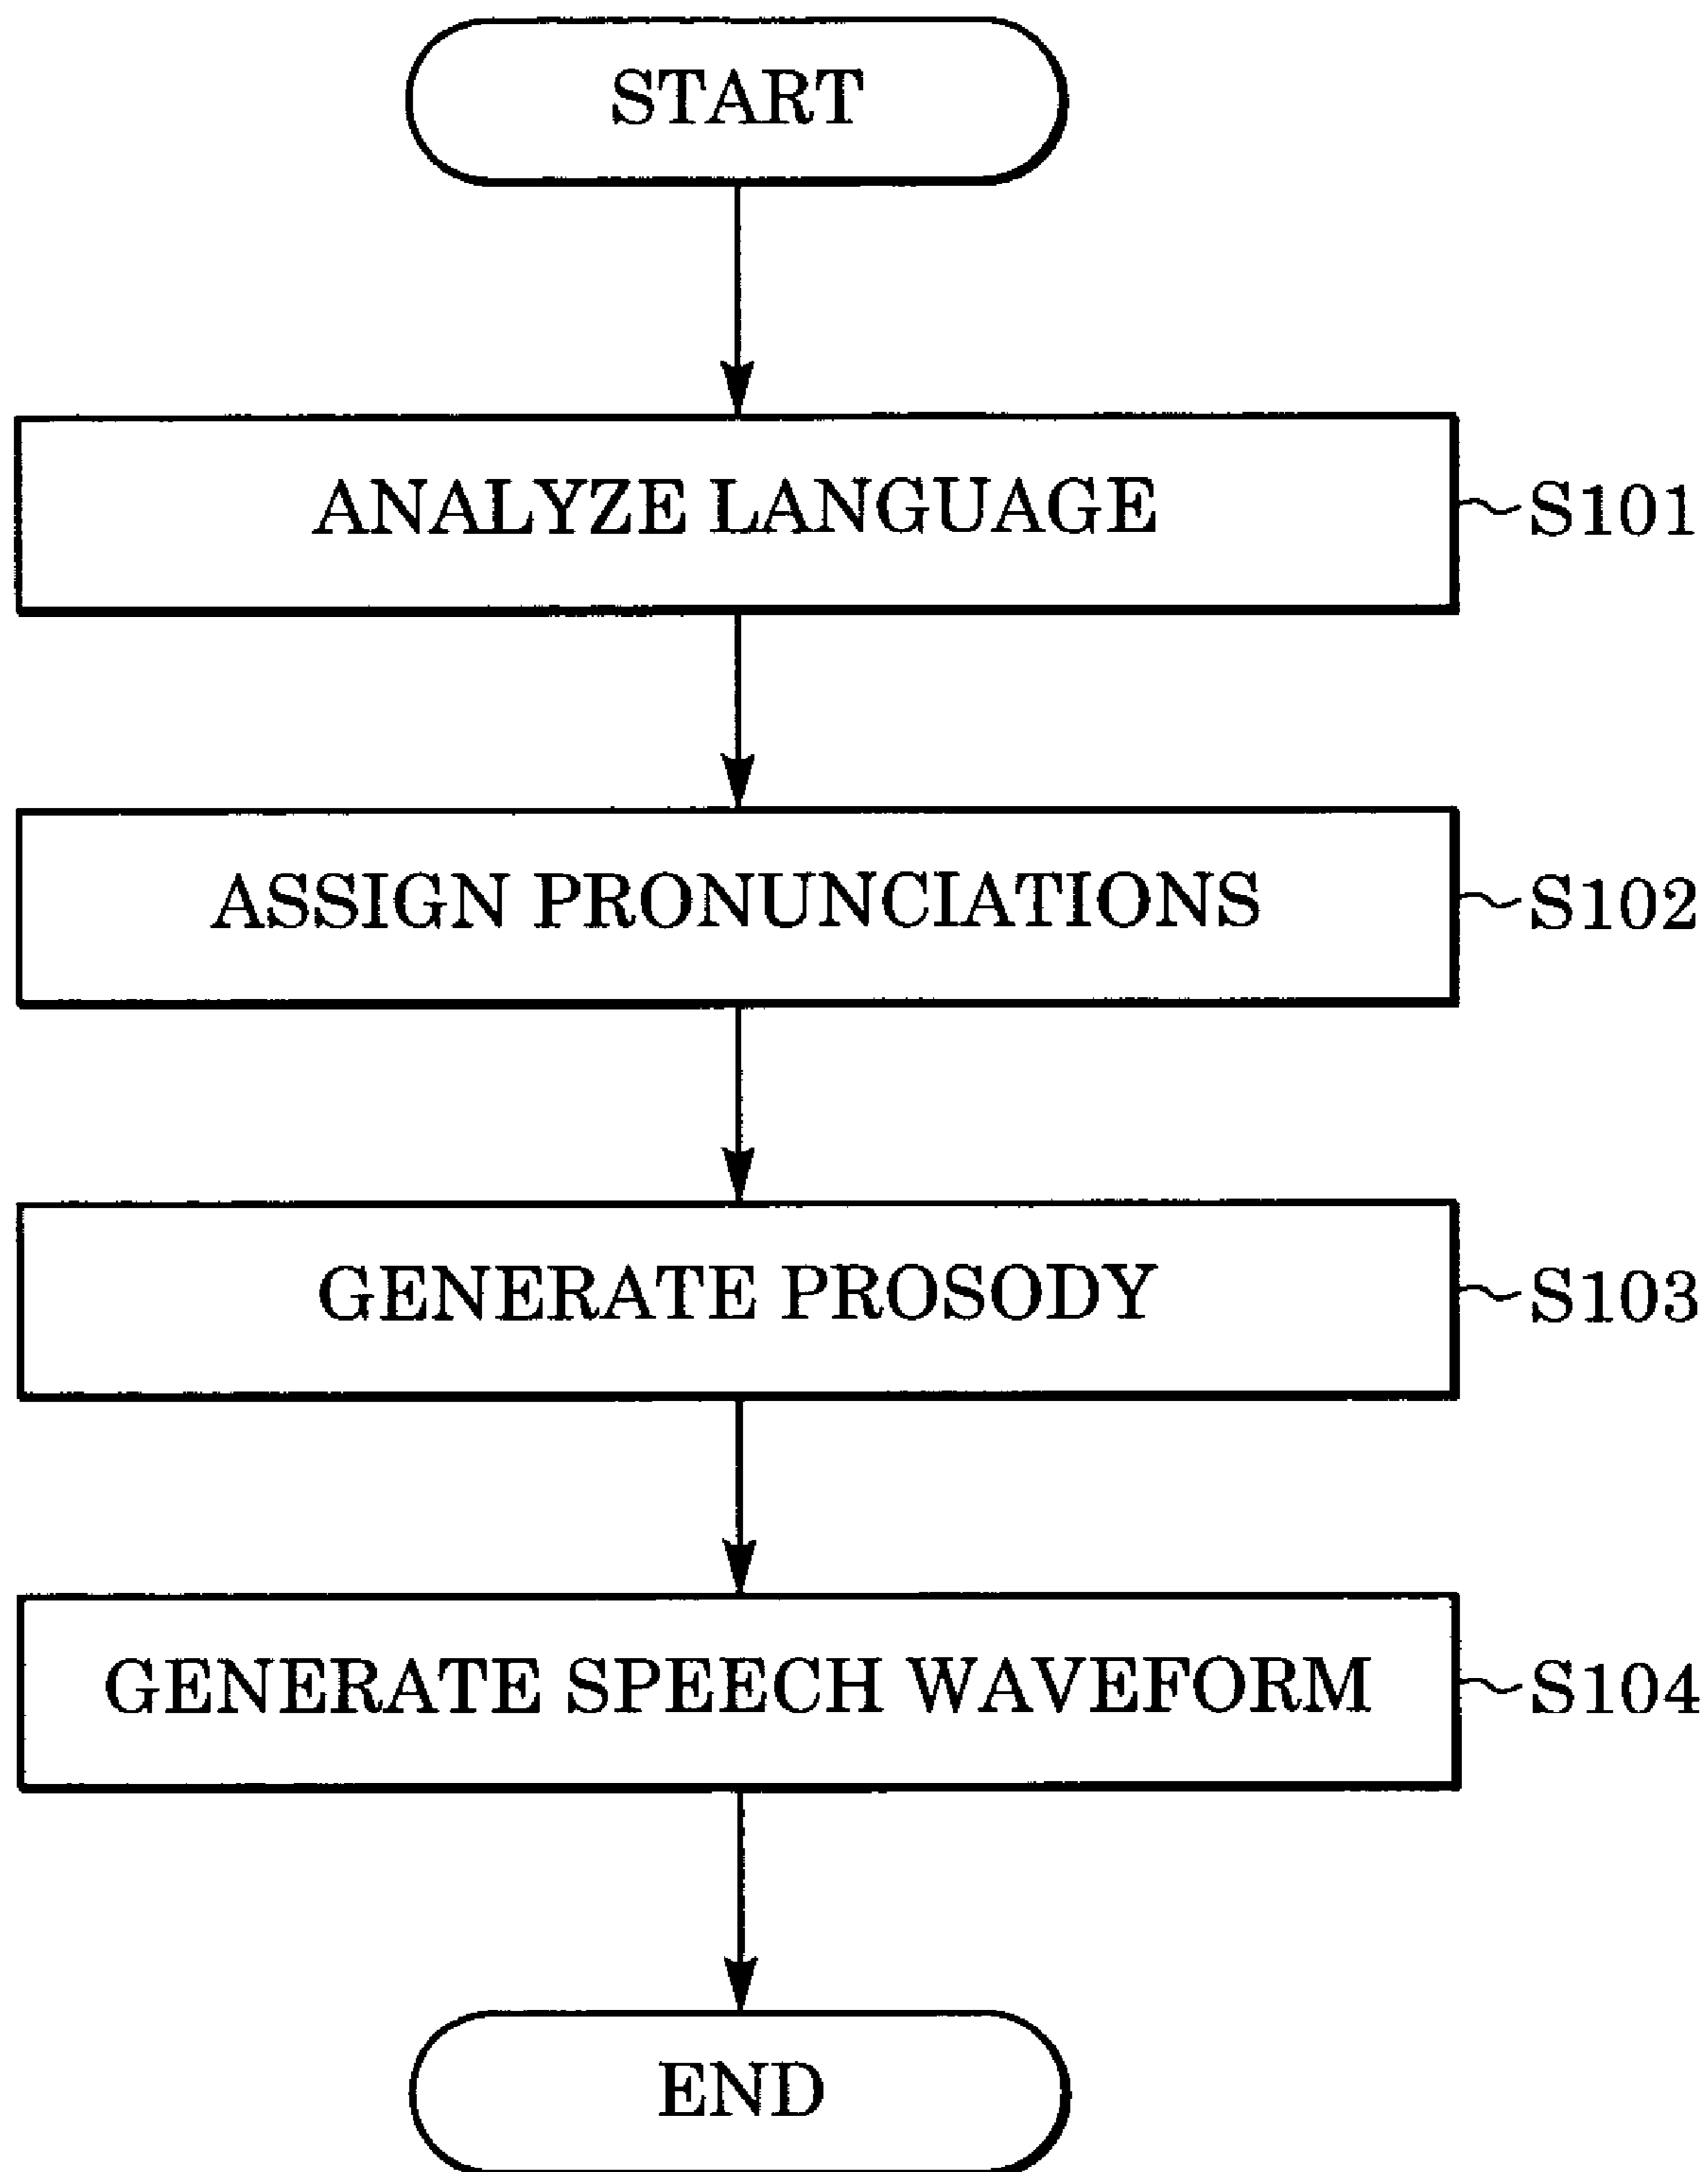 START
ANALYZE LANGUAGE
S101
ASSIGN PRONUNCIATIONS
S102
GENERATE PROSODY
S103
GENERATE SPEECH WAVEFORM
S104
END